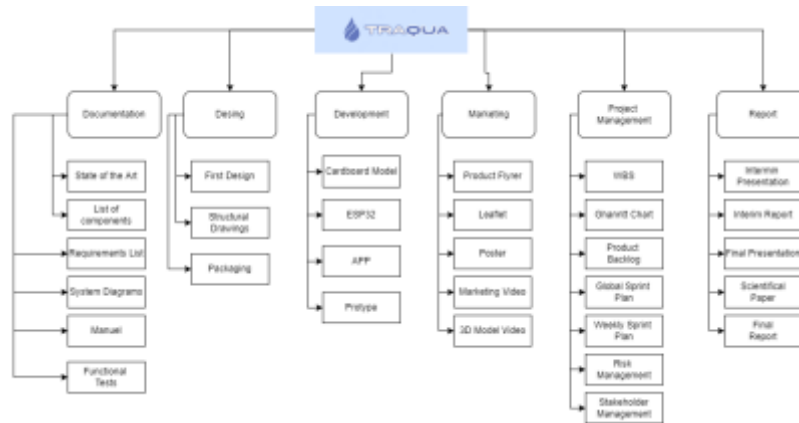 TRAQUA
Documentation
Desing
Development
Marketing
Project
Management
Report
State of the Art
List of
components
Requirements List
System Diagrams
Manuel
Functional
Tests
First Design
Structural
Drawings
Packaging
Cardboard Model
ESP32
APP
Protype
Product Flyner
Leaflet
Poster
Marketing Video
3D Model Video
WBS
Chart
Product
Backlog
Global Sprint
Plan
Weekly Sprint
Plan
Risk
Management
Stakeholder
Management
Presentation
Interim Report
Final Presentation
Scientifical
Paper
Final
Report